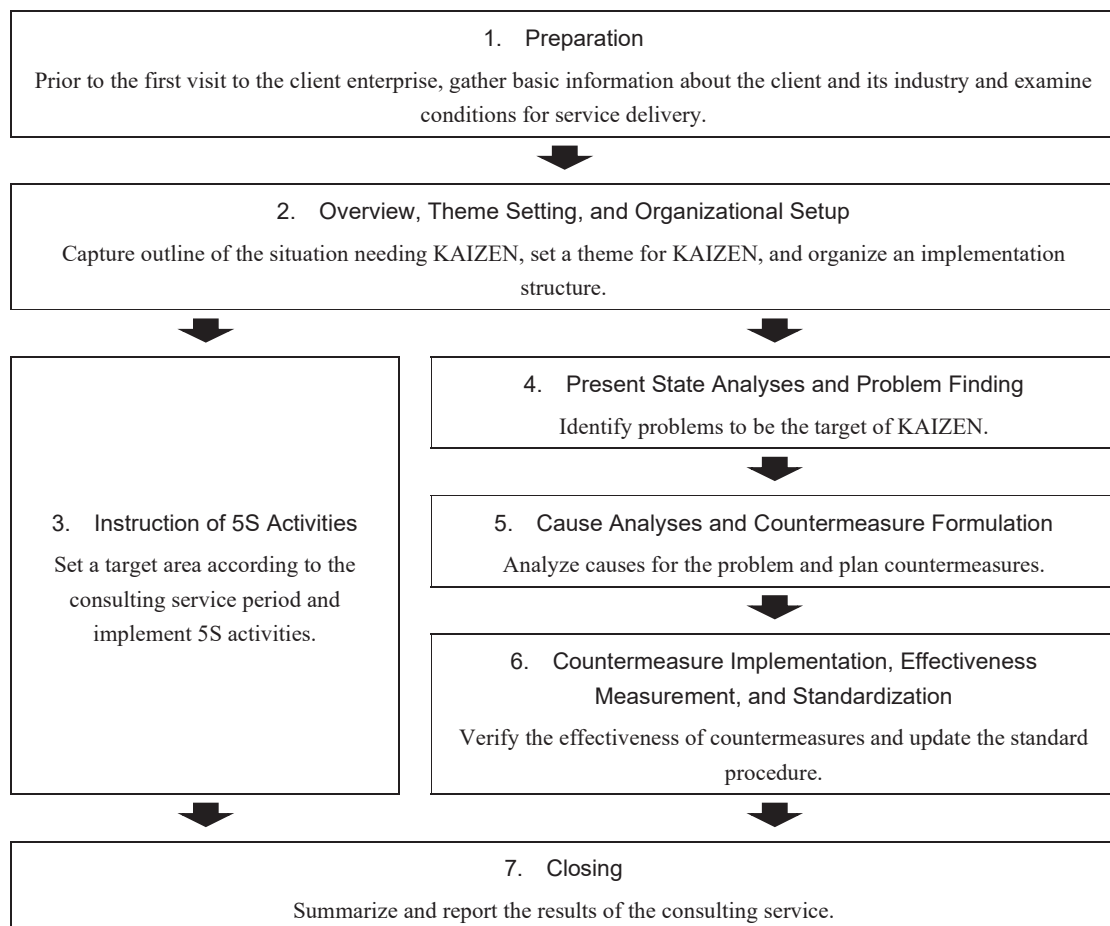 1. Preparation
Prior to the first visit to the client enterprise, gather basic information about the client and its industry and examine
conditions for service delivery.
2. Overview, Theme Setting, and Organizational Setup
Capture outline of the situation needing KAIZEN, set a theme for KAIZEN, and organize an implementation
structure.
3. Instruction of 5S Activities
Set a target area according to the
consulting service period and
implement 5S activities.
4. Present State Analyses and Problem Finding
Identify problems to be the target of KAIZEN.
5. Cause Analyses and Countermeasure Formulation
Analyze causes for the problem and plan countermeasures.
6. Countermeasure Implementation, Effectiveness
Measurement, and Standardization
Verify the effectiveness of countermeasures and update the standard
procedure.
7. Closing
Summarize and report the results of the consulting service.